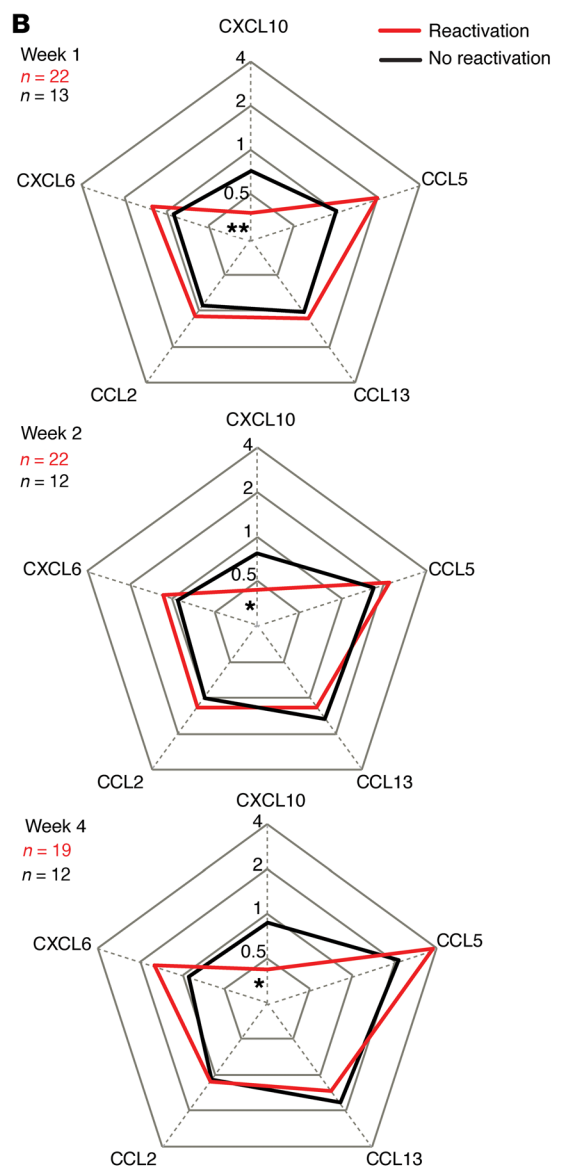 B
CXCL10
Reactivation
No reactivation
Week 1
n = 22
n = 13
4
2
1
0.5
**
CXCL6
CCL5
CCL2
CCL13
CXCL10
Week 2
n = 22
n = 12
4
2
1
0.5
*
CXCL6
CCL5
CCL2
CCL13
CXCL10
Week 4
n = 19
n = 12
4
2
1
0.5
*
CXCL6
CCL5
CCL2
CCL13